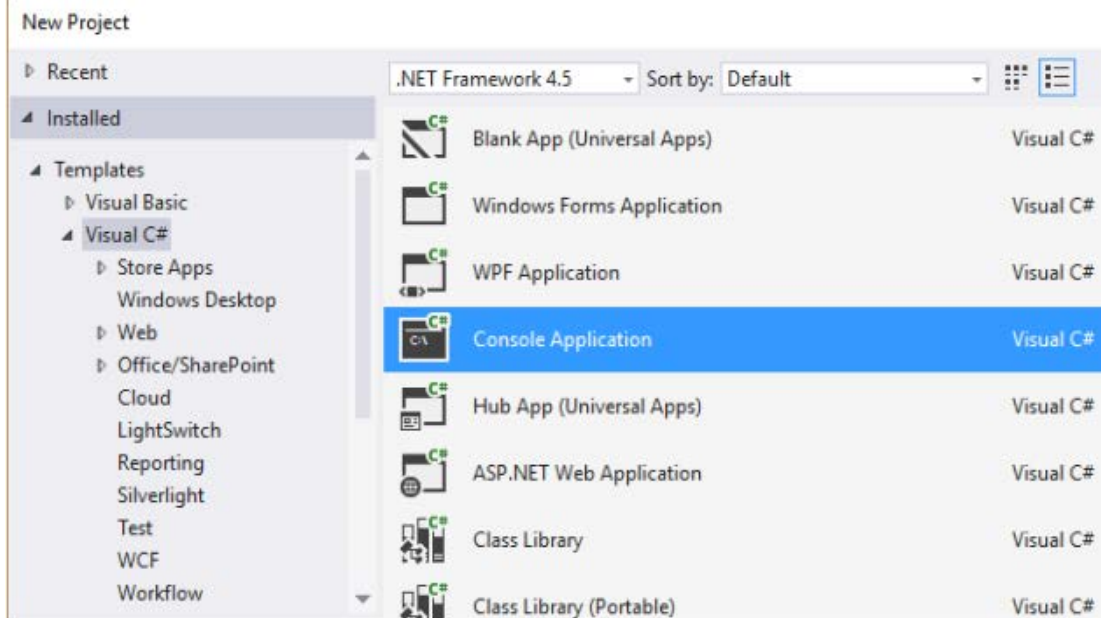 New Project
Recent
.NET Framework 4.5 Sort by: Default
Installed
Templates
Visual Basic
Visual C#
Store Apps
Windows Desktop
Web
Office/SharePoint
Cloud
LightSwitch
Reporting
Silverlight
Test
WCF
Workflow
C# Blank App (Universal Apps) Visual C#
C# Windows Forms Application Visual C#
C# WPF Application Visual C#
C# C:\ Console Application Visual C#
C# Hub App (Universal Apps) Visual C#
C# ASP.NET Web Application Visual C#
C# Class Library Visual C#
C# Class Library (Portable) Visual C#